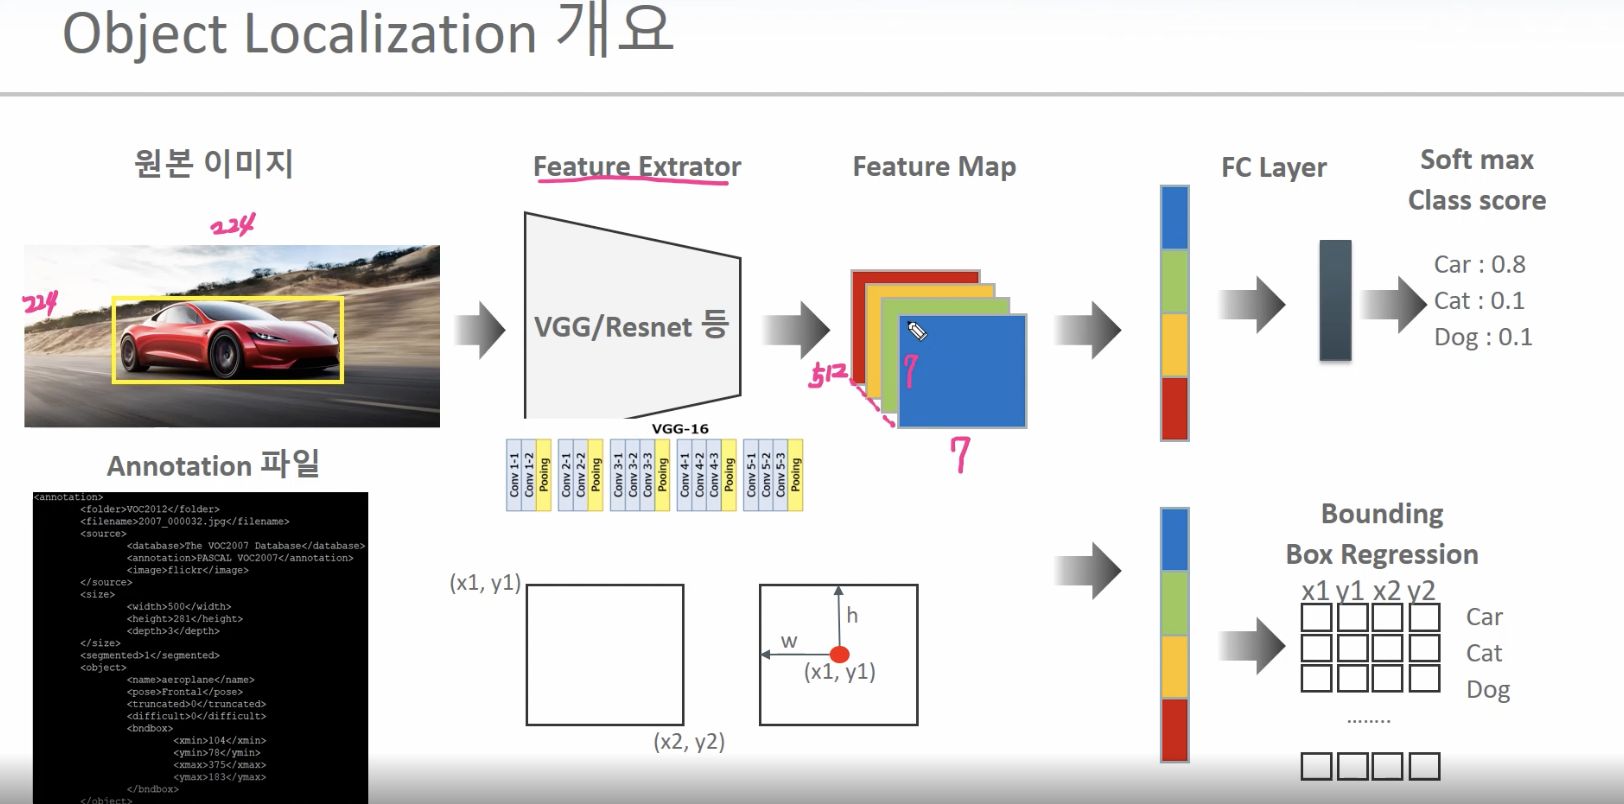 Object Localization 개요
원본 이미지
Feature Extrator
Feature Map
FC Layer
Soft max
Class score
224
224
VGG/Resnet 등
512
7
7
Car : 0.8
Cat : 0.1
Dog : 0.1
VGG-16
Conv 1-1
Conv 1-2
Pooing
Conv 2-1
Conv 2-2
Pooing
Conv 3-1
Conv 3-2
Conv 3-3
Pooing
Conv 4-1
Conv 4-2
Conv 4-3
Pooing
Conv 5-1
Conv 5-2
Conv 5-3
Pooing
Annotation 파일
<annotation>
<folder>VOC2012</folder>
<filename>2007_000032.jpg</filename>
<source>
<database>The VOC2007 Database</database>
<annotation>PASCAL VOC2007</annotation>
<image>flickr</image>
</source>
<size>
<width>500</width>
<height>281</height>
<depth>3</depth>
</size>
<segmented>1</segmented>
<object>
<name>aeroplane</name>
<pose>Frontal</pose>
<truncated>0</truncated>
<difficult>0</difficult>
<bndbox>
<xmin>104</xmin>
<ymin>78</ymin>
<xmax>375</xmax>
<ymax>183</ymax>
</bndbox>
</object>
(x1, y1)
(x2, y2)
h
w
(x1, y1)
Bounding
Box Regression
x1 y1 x2 y2
Car
Cat
Dog
........